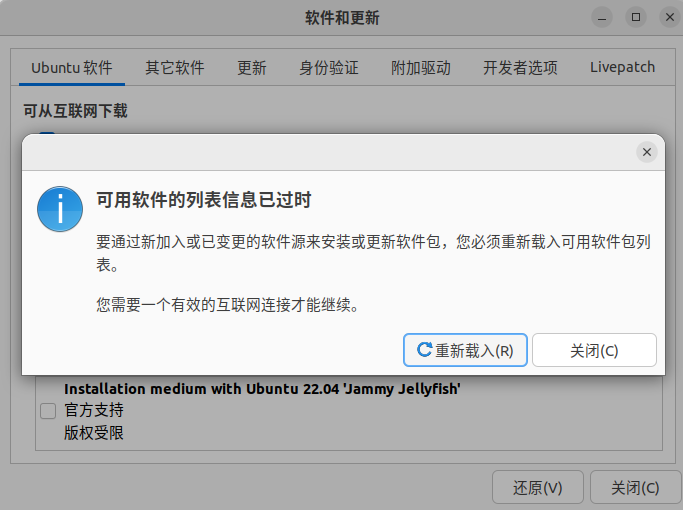 软件和更新
Ubuntu 软件 其它软件 更新 身份验证 附加驱动 开发者选项 Livepatch
可从互联网下载
可用软件的列表信息已过时
要通过新加入或已变更的软件源来安装或更新软件包，您必须重新载入可用软件包列
表。
您需要一个有效的互联网连接才能继续。
重新载入(R) 关闭(C)
Installation medium with Ubuntu 22.04 'Jammy Jellyfish'
官方支持
版权受限
还原(V) 关闭(C)